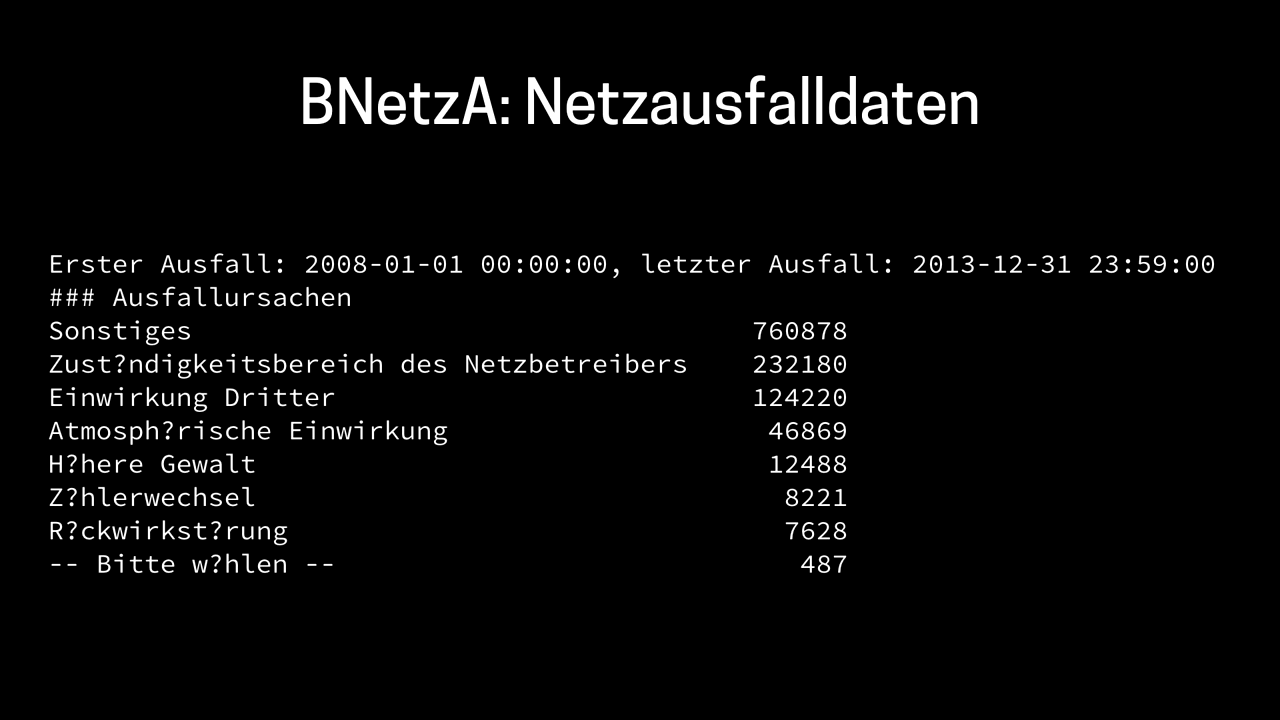 BNetzA: Netzausfalldaten
Erster Ausfall: 2008-01-01 00:00:00, letzter Ausfall: 2013-12-31 23:59:00
### Ausfallursachen
Sonstiges 760878
Zust?ndigkeitsbereich des Netzbetreibers 232180
Einwirkung Dritter 124220
Atmosph?rische Einwirkung 46869
H?here Gewalt 12488
Z?hlerwechsel 8221
R?ckwirkst?rung 7628
-- Bitte w?hlen -- 487